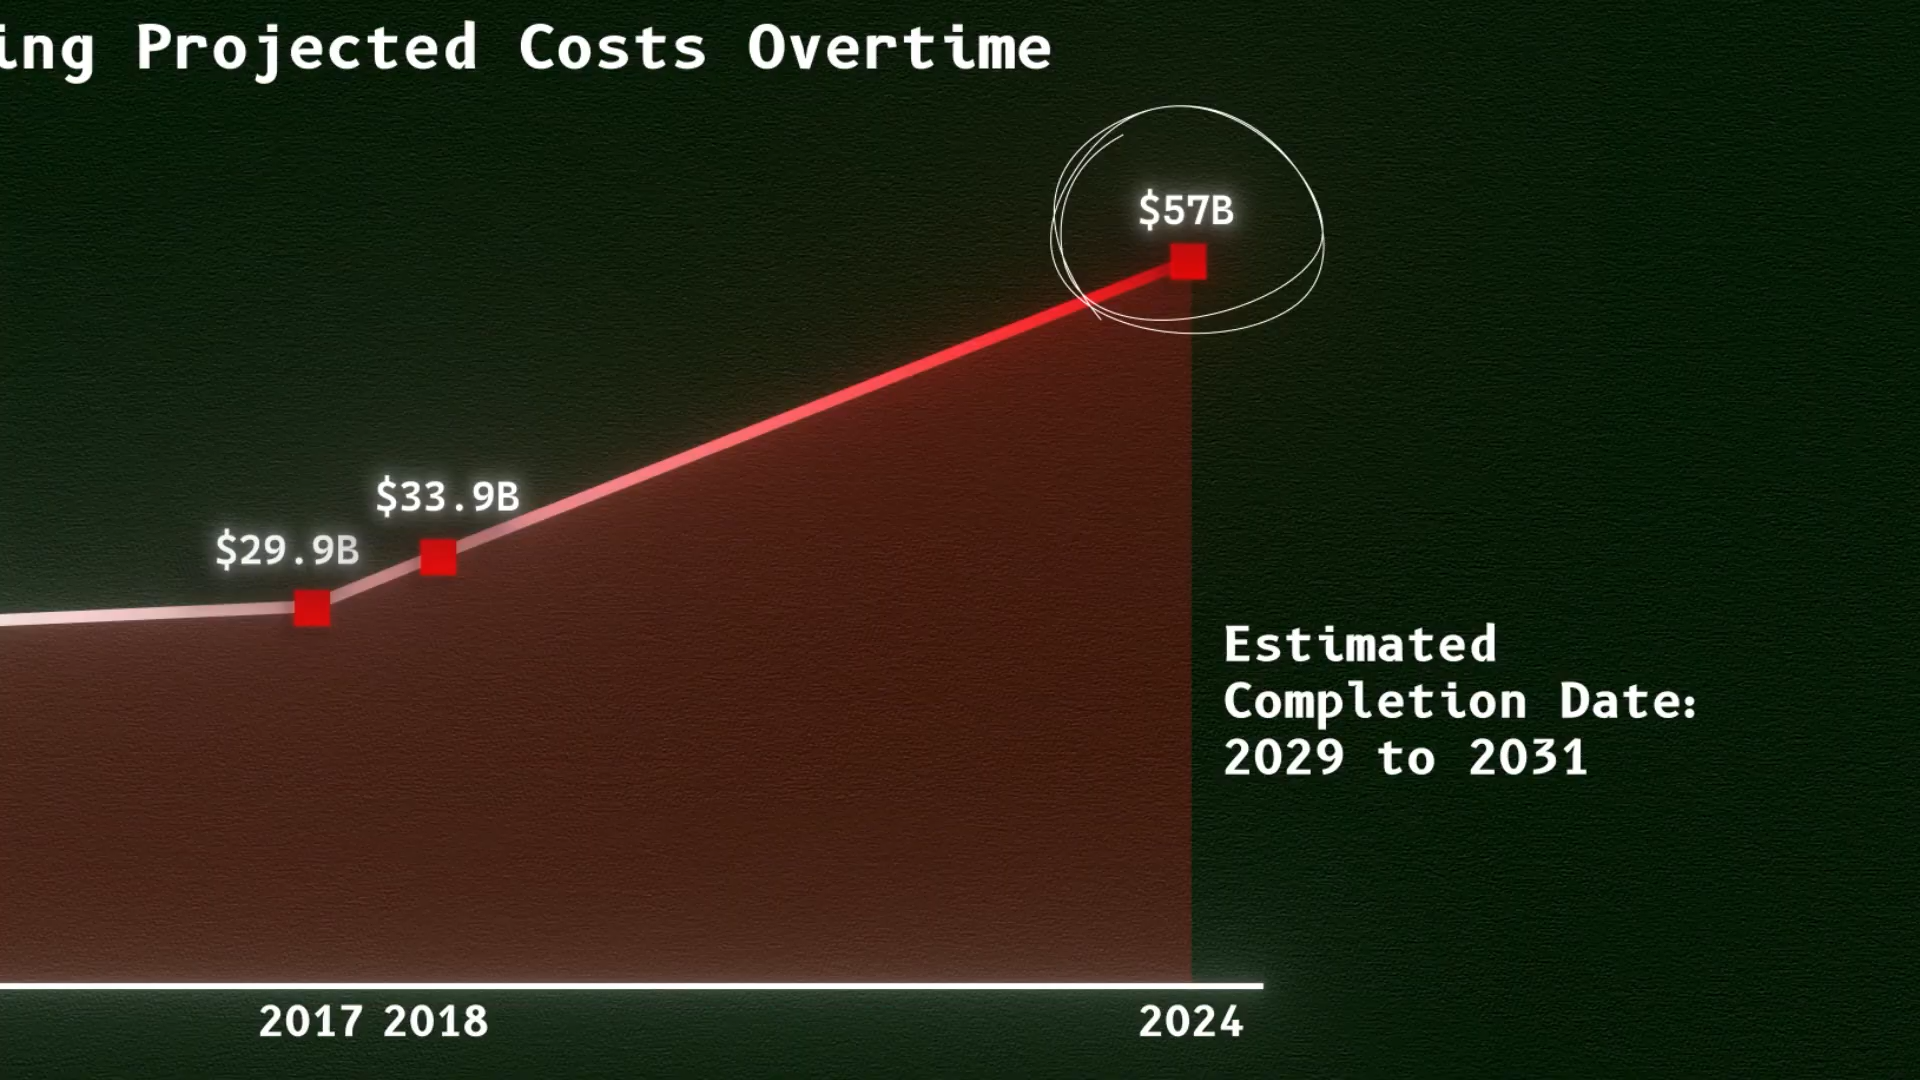 ing Projected Costs Overtime
$57B
$33.9B
$29.9B
Estimated
Completion Date:
2029 to 2031
2017 2018 2024